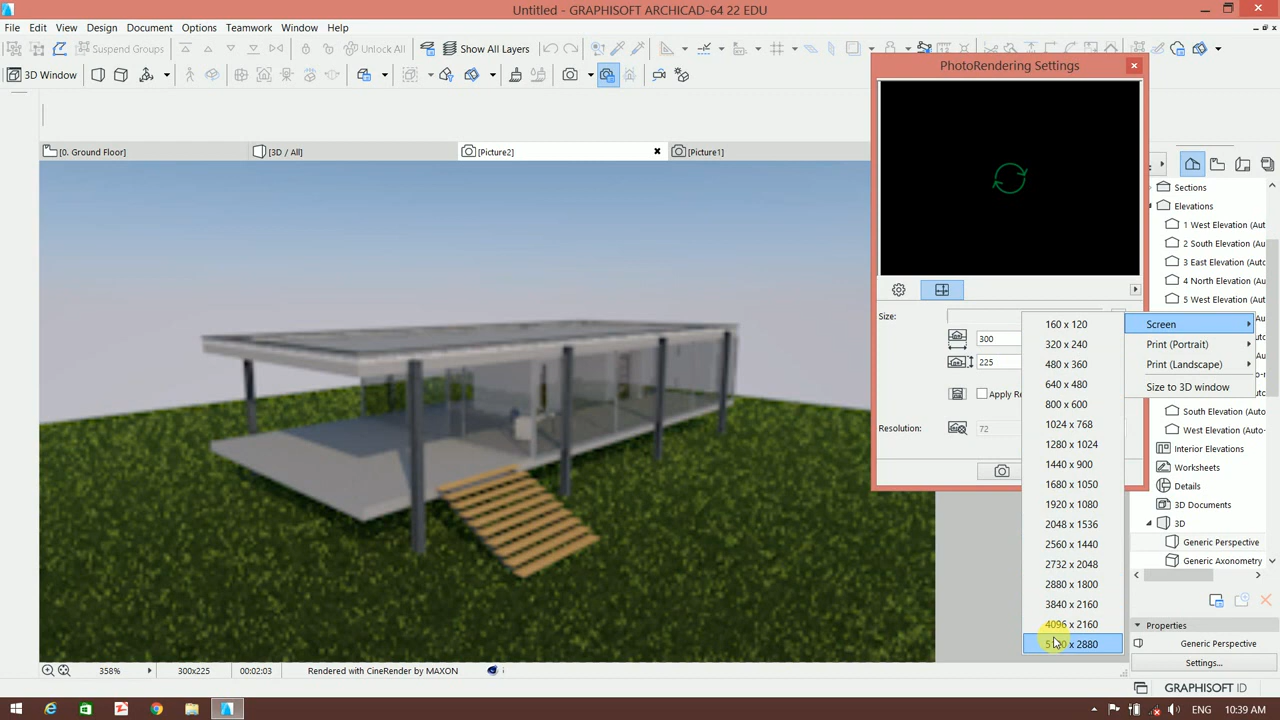 Untitled - GRAPHISOFT ARCHICAD-64 22 EDU
File Edit View Design Document Options Teamwork Window Help
Suspend Groups
Unlock All
Show All Layers
3D Window
PhotoRendering Settings
[0. Ground Floor]
[3D / All]
[Picture2]
[Picture1]
Sections
Elevations
1 West Elevation (Au
2 South Elevation (Au
3 East Elevation (Aut
4 North Elevation (Au
5 West Elevation (Aut
Size:
300
225
Apply Re
Resolution:
72
160 x 120
320 x 240
480 x 360
640 x 480
800 x 600
1024 x 768
1280 x 1024
1440 x 900
1680 x 1050
1920 x 1080
2048 x 1536
2560 x 1440
2732 x 2048
2880 x 1800
3840 x 2160
4096 x 2160
x 2880
Screen
Print (Portrait)
Print (Landscape)
Size to 3D window
South Elevation (Auto
West Elevation (Auto-
Interior Elevations
Worksheets
Details
3D Documents
3D
Generic Perspective
Generic Axonometry
Properties
Generic Perspective
Settings...
358%
300x225
00:02:03
Rendered with CineRender by MAXON
GRAPHISOFT ID
ENG
10:39 AM